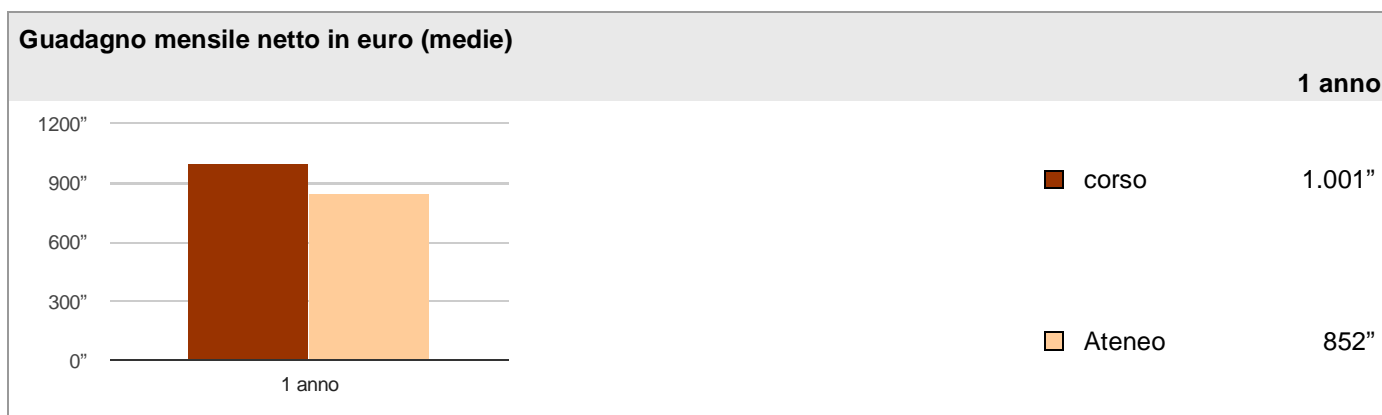 Guadagno mensile netto in euro (medie)
1 anno
1200”
900”
600”
300”
0”
1 anno
corso 1.001”
Ateneo 852”